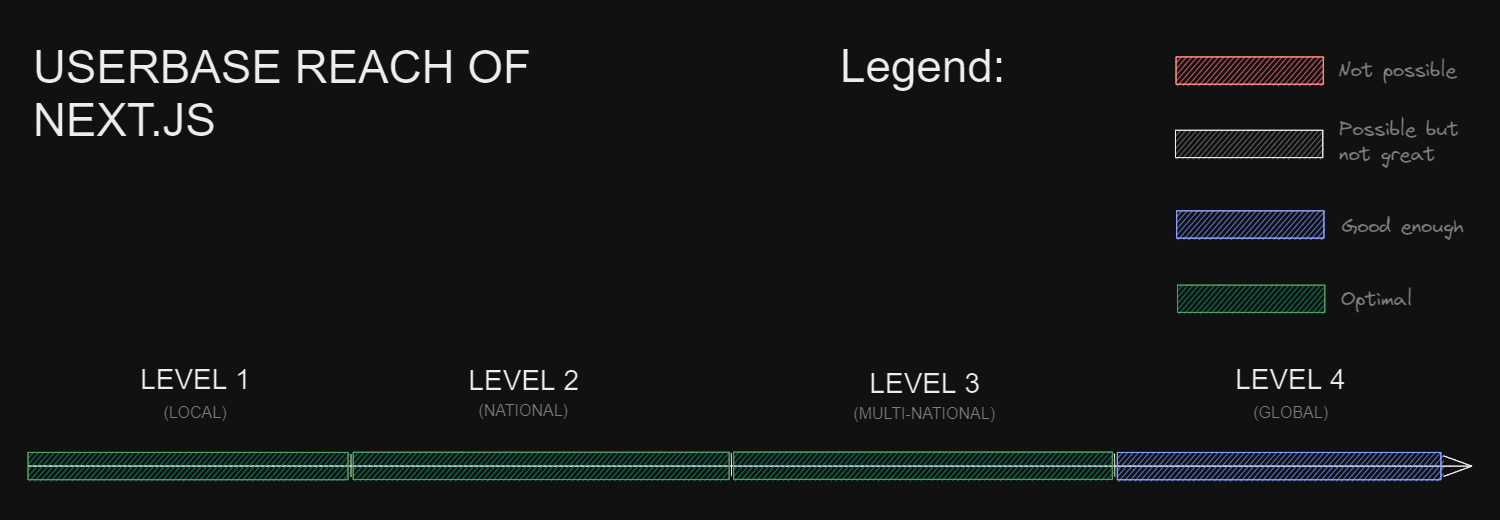 USERBASE REACH OF
NEXT.JS
Legend:
Not possible
Possible but
not great
Good enough
Optimal
LEVEL 1
(LOCAL)
LEVEL 2
(NATIONAL)
LEVEL 3
(MULTI-NATIONAL)
LEVEL 4
(GLOBAL)